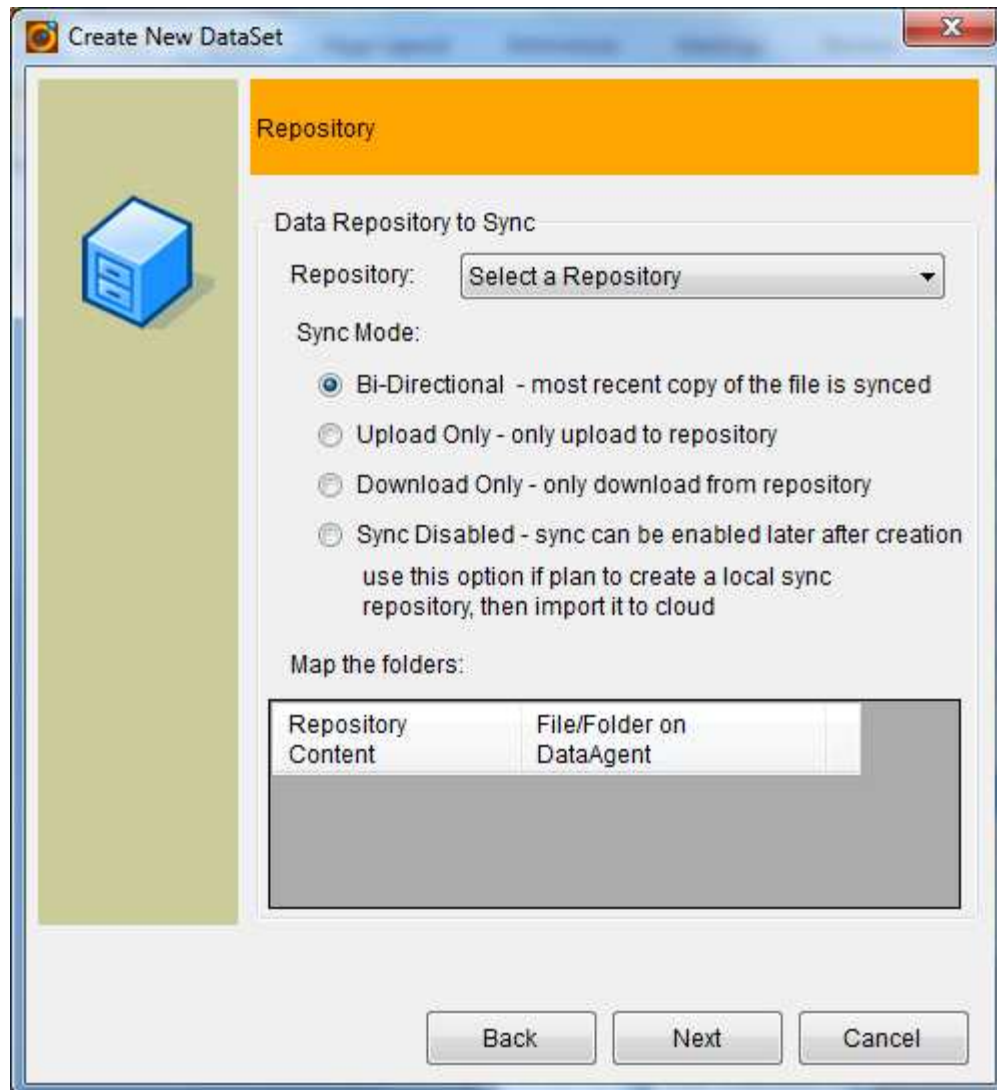 Create New DataSet
Repository
Data Repository to Sync
Repository: Select a Repository
Sync Mode:
Bi-Directional - most recent copy of the file is synced
Upload Only - only upload to repository
Download Only - only download from repository
Sync Disabled - sync can be enabled later after creation
use this option if plan to create a local sync
repository, then import it to cloud
Map the folders:
Repository File/Folder on
Content DataAgent
Back Next Cancel